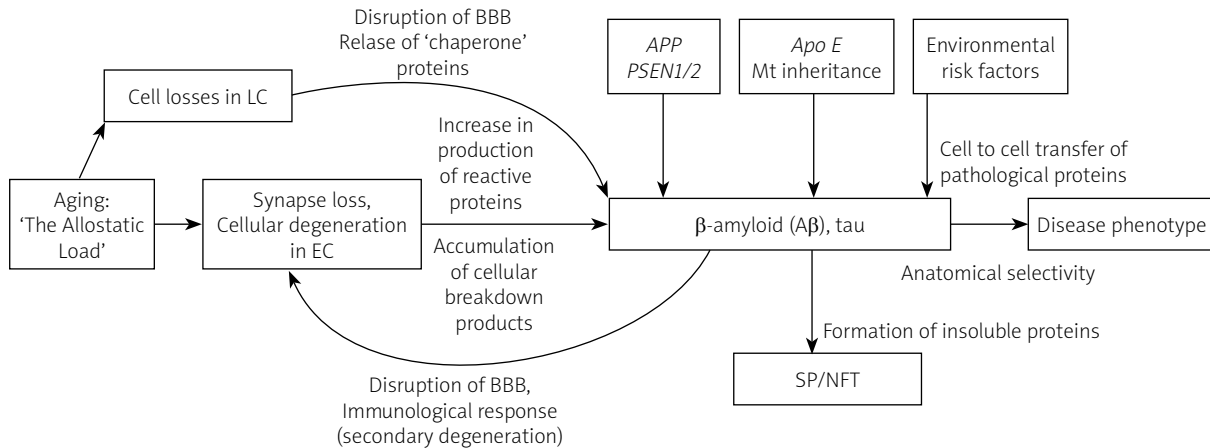 Disruption of BBB
Relase of ‘chaperone’
proteins
APP
PSEN1/2
Apo E
Mt inheritance
Environmental
risk factors
Cell losses in LC
Increase in
production
of reactive
proteins
Cell to cell transfer of
pathological proteins
Aging:
‘The Allostatic
Load’
Synapse loss,
Cellular degeneration
in EC
β-amyloid (Aβ), tau
Disease phenotype
Accumulation
of cellular
breakdown
products
Anatomical selectivity
Formation of insoluble proteins
SP/NFT
Disruption of BBB,
Immunological response
(secondary degeneration)